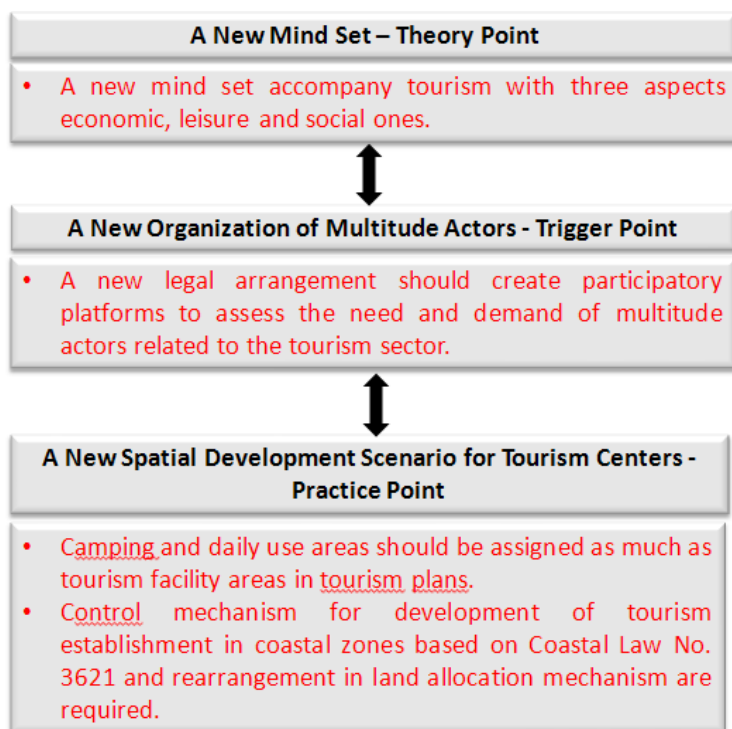 A New Mind Set – Theory Point
• A new mind set accompany tourism with three aspects
economic, leisure and social ones.
A New Organization of Multitude Actors - Trigger Point
• A new legal arrangement should create participatory
platforms to assess the need and demand of multitude
actors related to the tourism sector.
A New Spatial Development Scenario for Tourism Centers -
Practice Point
• Camping and daily use areas should be assigned as much as
tourism facility areas in tourism plans.
• Control mechanism for development of tourism
establishment in coastal zones based on Coastal Law No.
3621 and rearrangement in land allocation mechanism are
required.